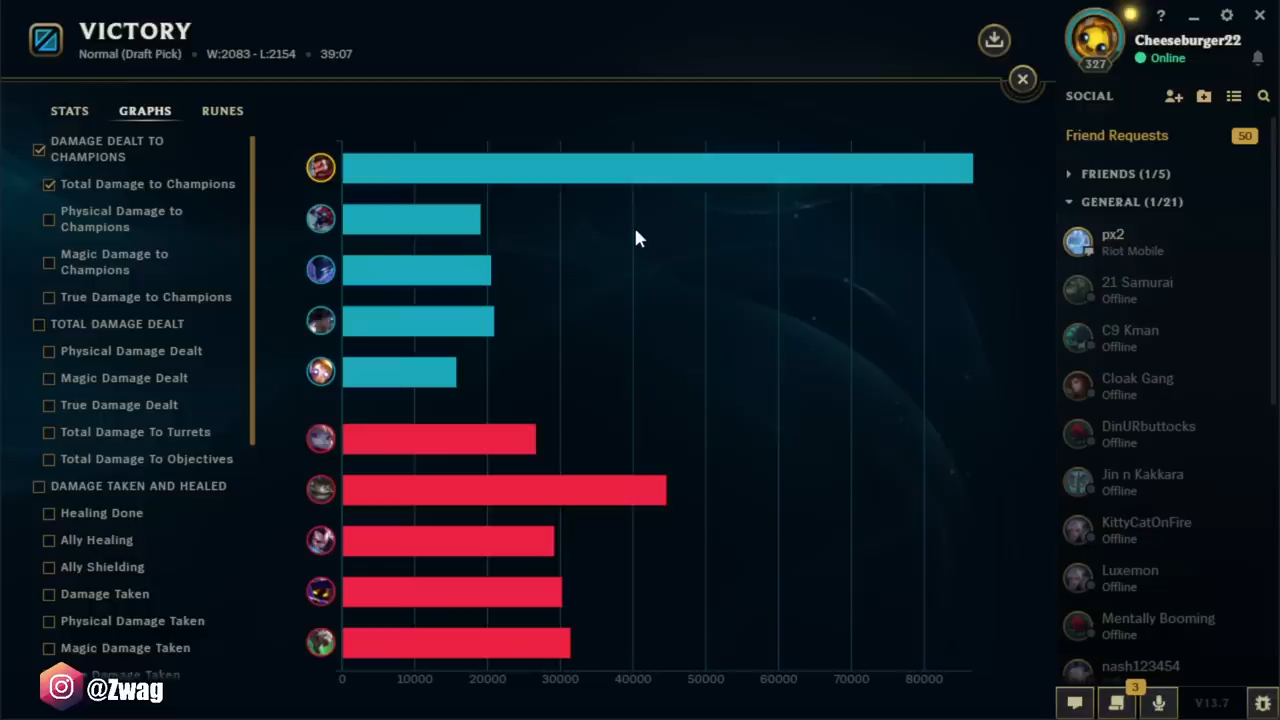 VICTORY
Normal (Draft Pick) • W:2083 - L:2154 • 39:07
?
Cheeseburger22
327
Online
STATS
GRAPHS
RUNES
SOCIAL
Friend Requests
50
FRIENDS (1/5)
GENERAL (1/21)
px2
Riot Mobile
21 Samurai
Offline
C9 Kman
Offline
Cloak Gang
Offline
DinURbuttocks
Offline
Jin n Kakkara
Offline
KittyCatOnFire
Offline
Luxemon
Offline
Mentally Booming
Offline
nash123454
3
V13.7
DAMAGE DEALT TO
CHAMPIONS
Total Damage to Champions
Physical Damage to
Champions
Magic Damage to
Champions
True Damage to Champions
TOTAL DAMAGE DEALT
Physical Damage Dealt
Magic Damage Dealt
True Damage Dealt
Total Damage To Turrets
Total Damage To Objectives
DAMAGE TAKEN AND HEALED
Healing Done
Ally Healing
Ally Shielding
Damage Taken
Physical Damage Taken
Magic Damage Taken
Damage Taken
@Zwag
0 10000 20000 30000 40000 50000 60000 70000 80000